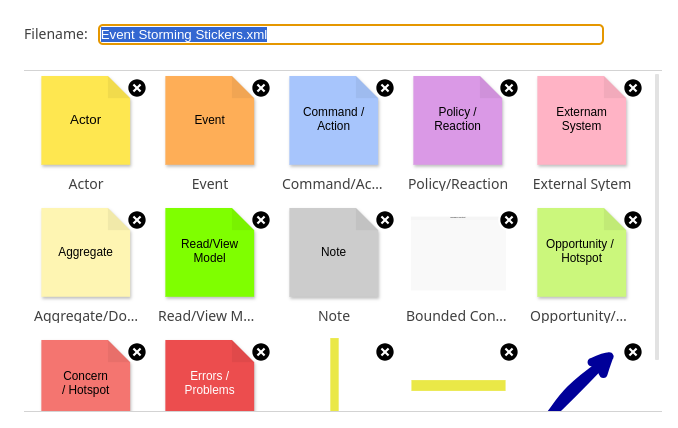 Filename: Event Storming Stickers.xml
Actor
Event
Command /
Action
Policy /
Reaction
Externam
System
Actor
Event
Command/Ac...
Policy/Reaction
External Sytem
Aggregate
Read/View
Model
Note
Opportunity /
Hotspot
Aggregate/Do...
Read/View M...
Note
Bounded Con...
Opportunity/...
Concern
/ Hotspot
Errors /
Problems